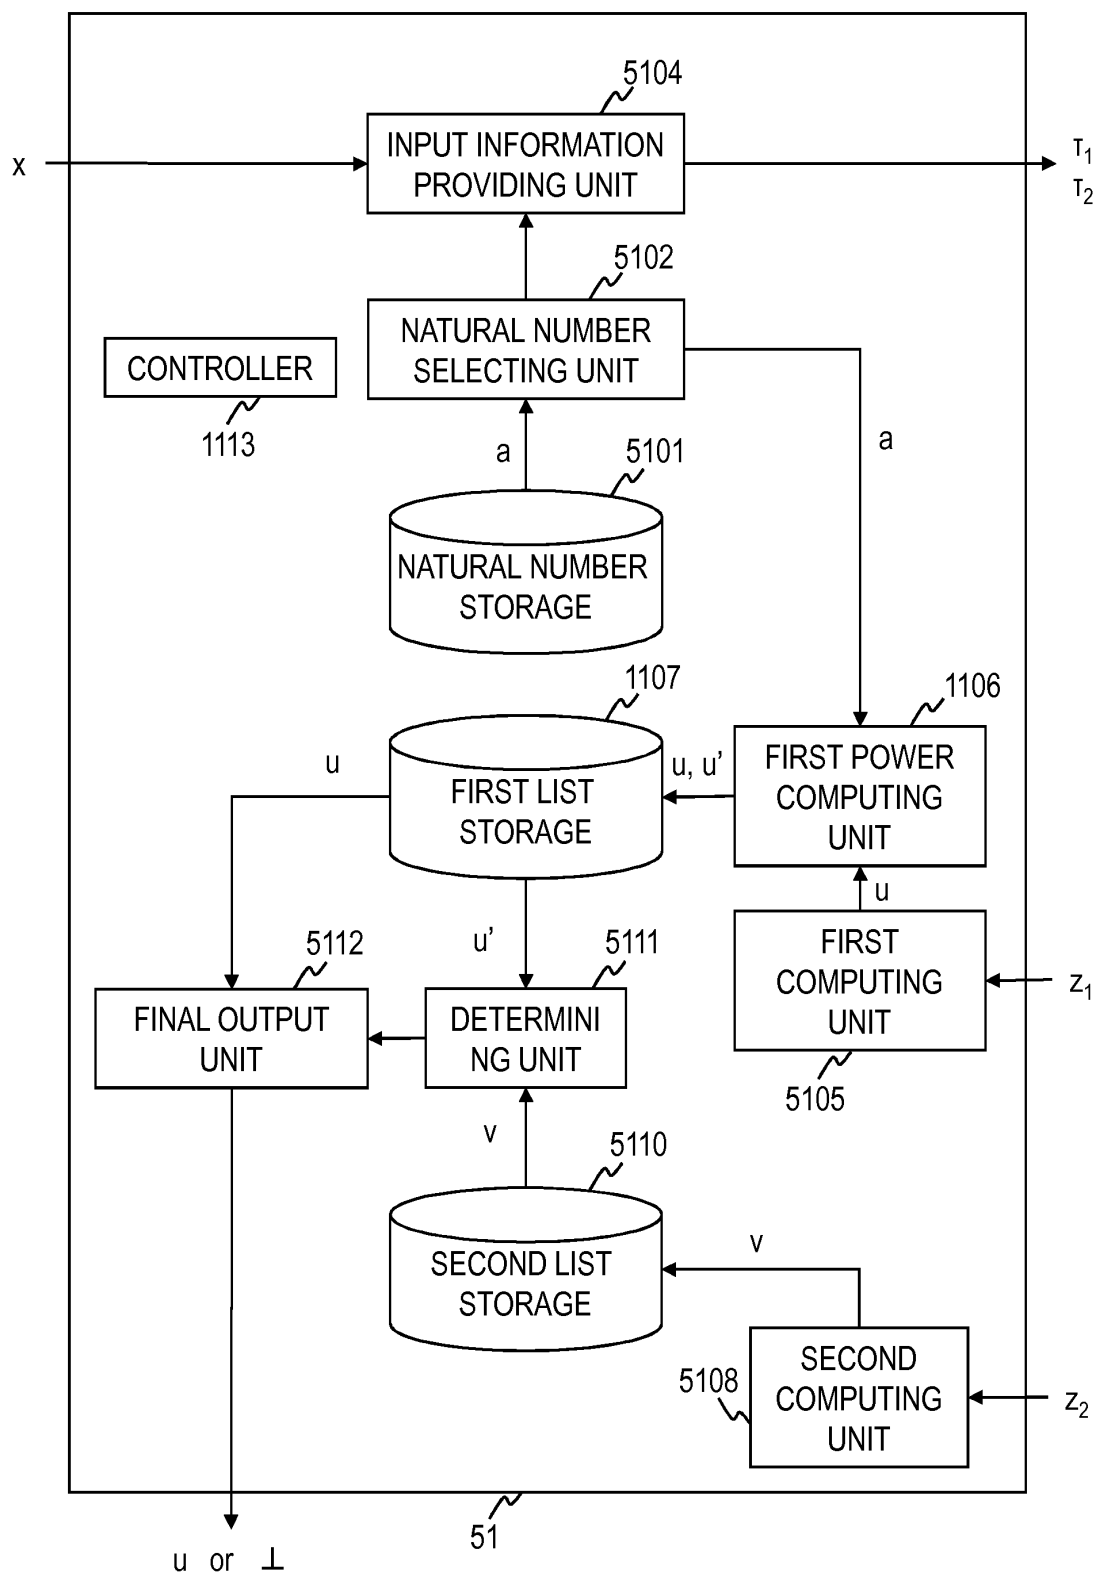 5104
INPUT INFORMATION
PROVIDING UNIT
x
τ1
τ2
5102
NATURAL NUMBER
SELECTING UNIT
CONTROLLER
1113
a
a
5101
NATURAL NUMBER
STORAGE
1107
1106
u
FIRST LIST
STORAGE
u, u'
FIRST POWER
COMPUTING
UNIT
u
u'
5112
5111
FIRST
COMPUTING
UNIT
z1
FINAL OUTPUT
UNIT
DETERMINI
NG UNIT
5105
v
5110
SECOND LIST
STORAGE
v
5108
SECOND
COMPUTING
UNIT
z2
51
u or ⊥